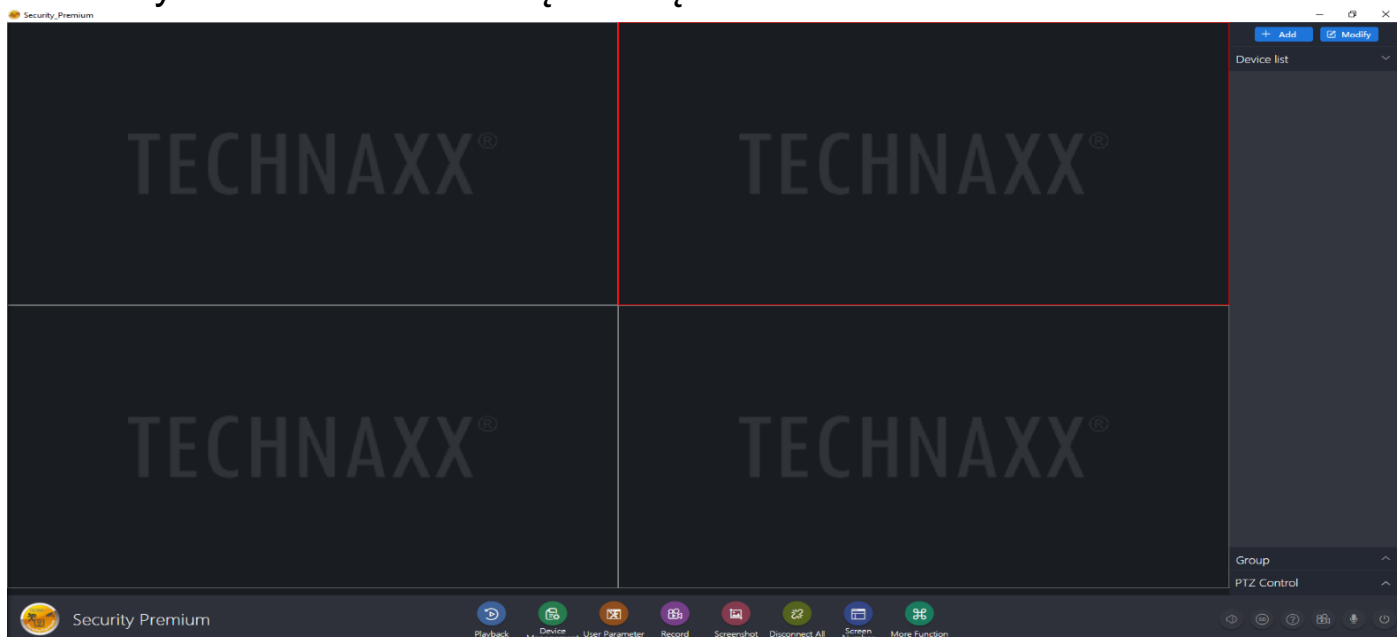 Security_Premium
+ Add
Modify
Device list
TECHNAXX®
TECHNAXX®
TECHNAXX®
TECHNAXX®
Group
PTZ Control
Security Premium
Playback
Device
User Parameter
Record
Screenshot
Disconnect All
Screen
More Function